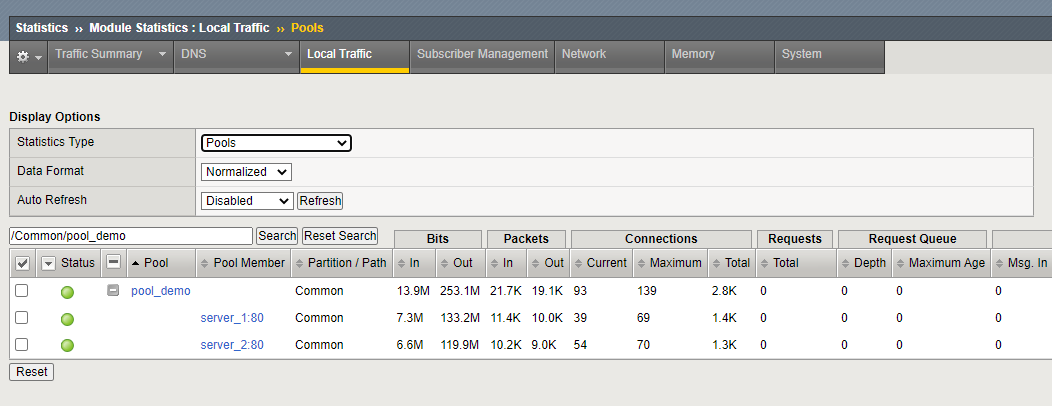 Statistics ›› Module Statistics : Local Traffic ›› Pools
Traffic Summary DNS Local Traffic Subscriber Management Network Memory System
Display Options
Statistics Type Pools
Data Format Normalized
Auto Refresh Disabled Refresh
/Common/pool_demo Search Reset Search Bits Packets Connections Requests Request Queue
Status Pool Pool Member Partition / Path In Out In Out Current Maximum Total Total Depth Maximum Age Msg. In
pool_demo Common 13.9M 253.1M 21.7K 19.1K 93 139 2.8K 0 0 0 0
server_1:80 Common 7.3M 133.2M 11.4K 10.0K 39 69 1.4K 0 0 0 0
server_2:80 Common 6.6M 119.9M 10.2K 9.0K 54 70 1.3K 0 0 0 0
Reset